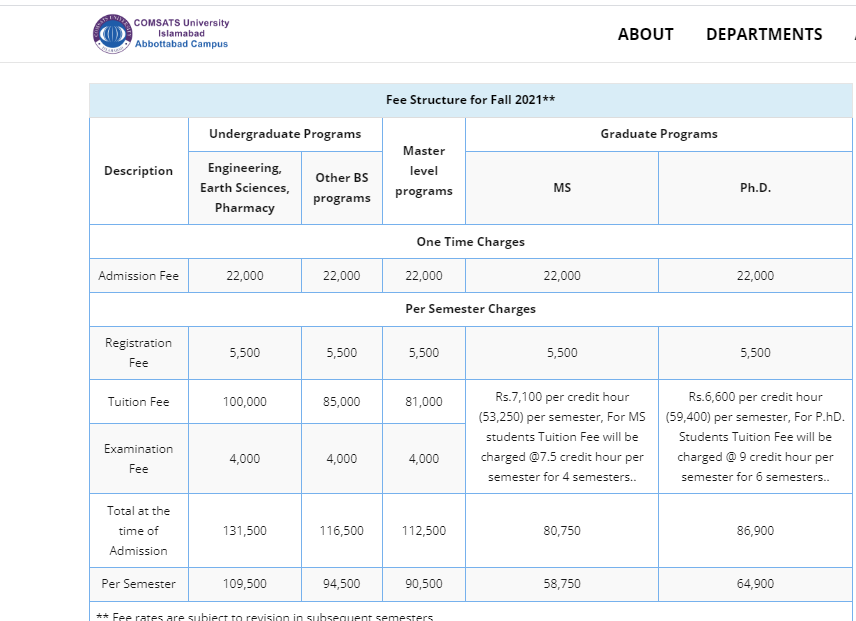 COMSATS University
Islamabad
Abbottabad Campus
ABOUT
DEPARTMENTS
Fee Structure for Fall 2021**
Description
Undergraduate Programs
Master
level
programs
Graduate Programs
Engineering,
Earth Sciences,
Pharmacy
Other BS
programs
MS
Ph.D.
One Time Charges
Admission Fee
22,000
22,000
22,000
22,000
22,000
Per Semester Charges
Registration
Fee
5,500
5,500
5,500
5,500
5,500
Tuition Fee
100,000
85,000
81,000
Rs.7,100 per credit hour
(53,250) per semester, For MS
students Tuition Fee will be
charged @7.5 credit hour per
semester for 4 semesters..
Rs.6,600 per credit hour
(59,400) per semester, For P.hD.
Students Tuition Fee will be
charged @ 9 credit hour per
semester for 6 semesters..
Examination
Fee
4,000
4,000
4,000
Total at the
time of
Admission
131,500
116,500
112,500
80,750
86,900
Per Semester
109,500
94,500
90,500
58,750
64,900
** Fee rates are subject to revision in subsequent semesters